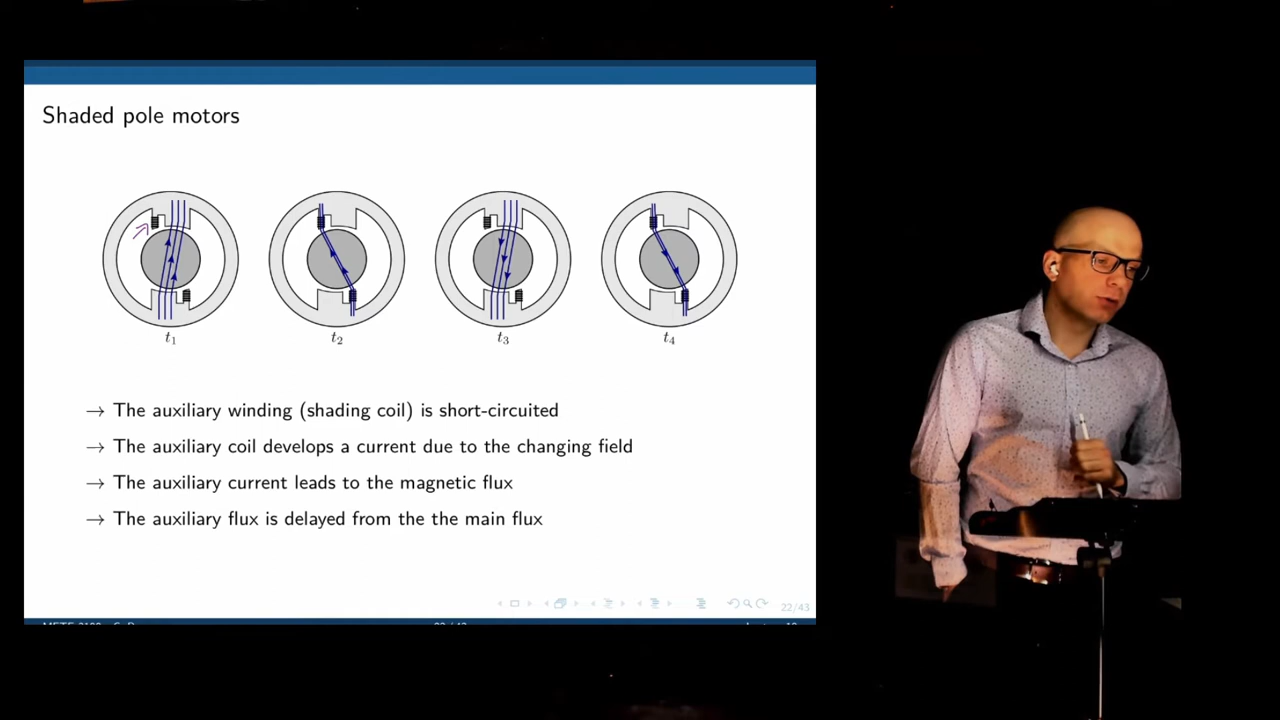 Shaded pole motors
t1 t2 t3 t4
→ The auxiliary winding (shading coil) is short-circuited
→ The auxiliary coil develops a current due to the changing field
→ The auxiliary current leads to the magnetic flux
→ The auxiliary flux is delayed from the the main flux
22/43